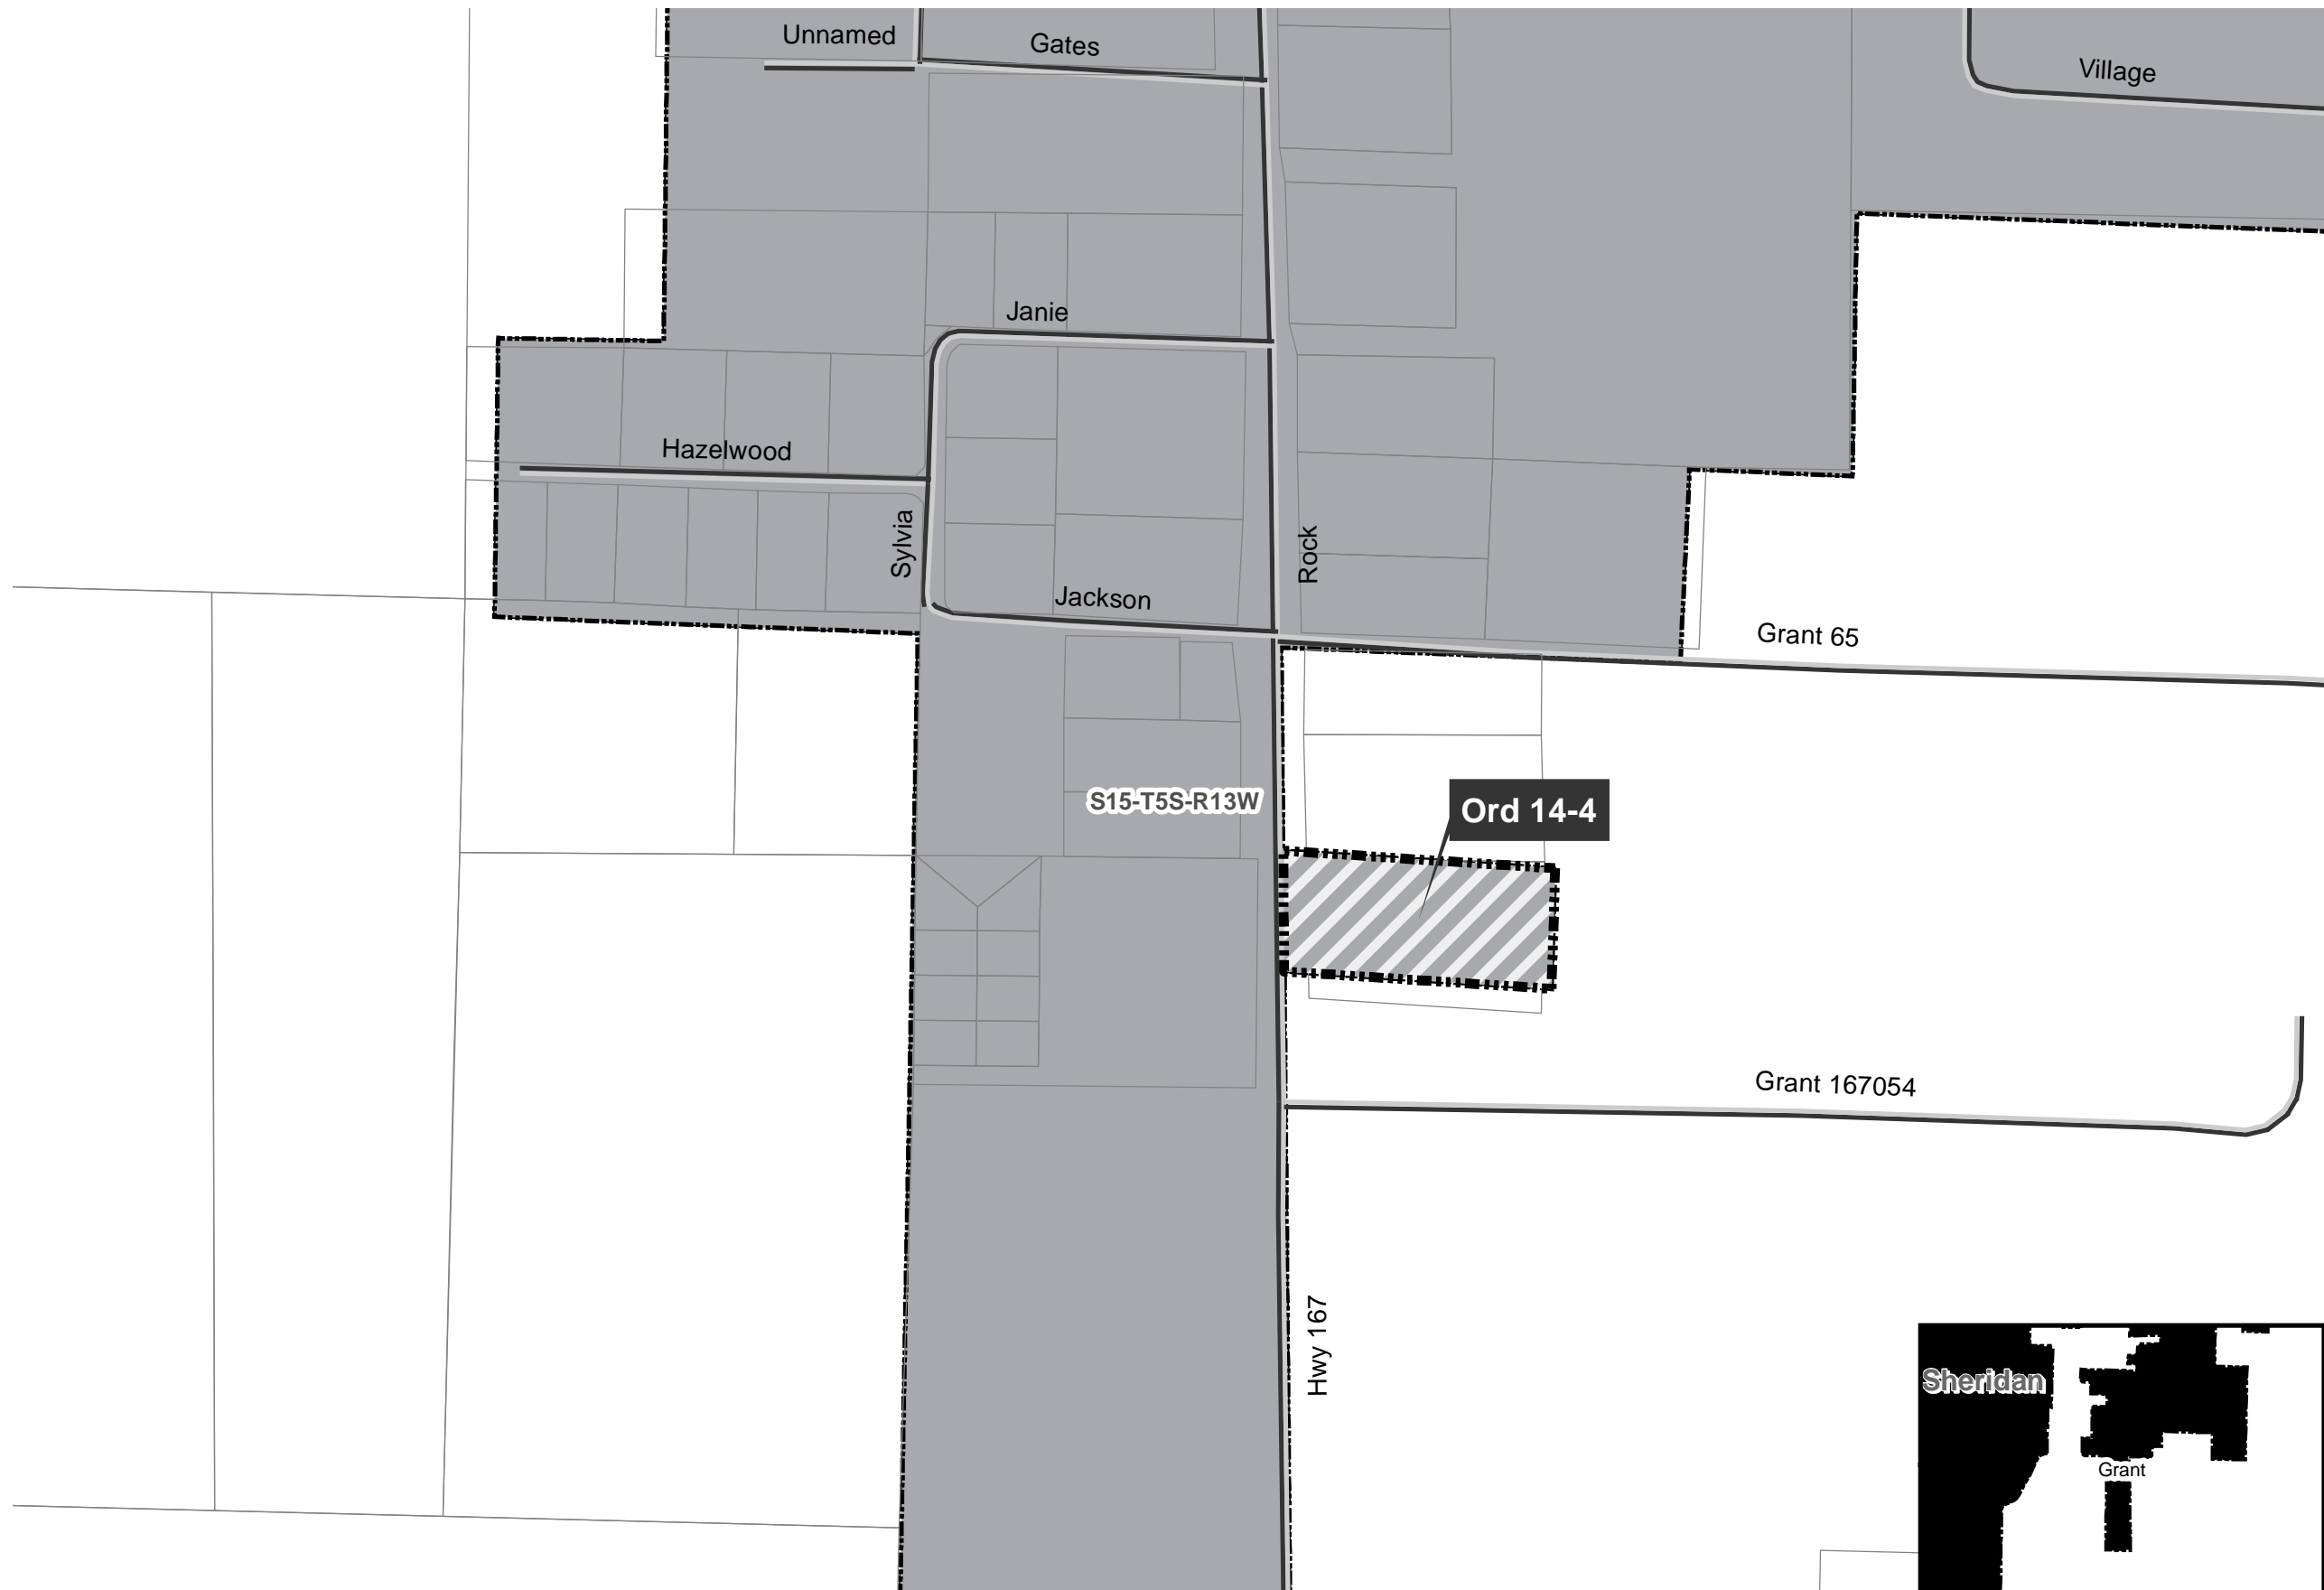 Unnamed
Gates
Village
Janie
Hazelwood
Sylvia
Rock
Jackson
Grant 65
S15-T5S-R13W
Ord 14-4
Grant 167054
Hwy 167
Sheridan
Grant